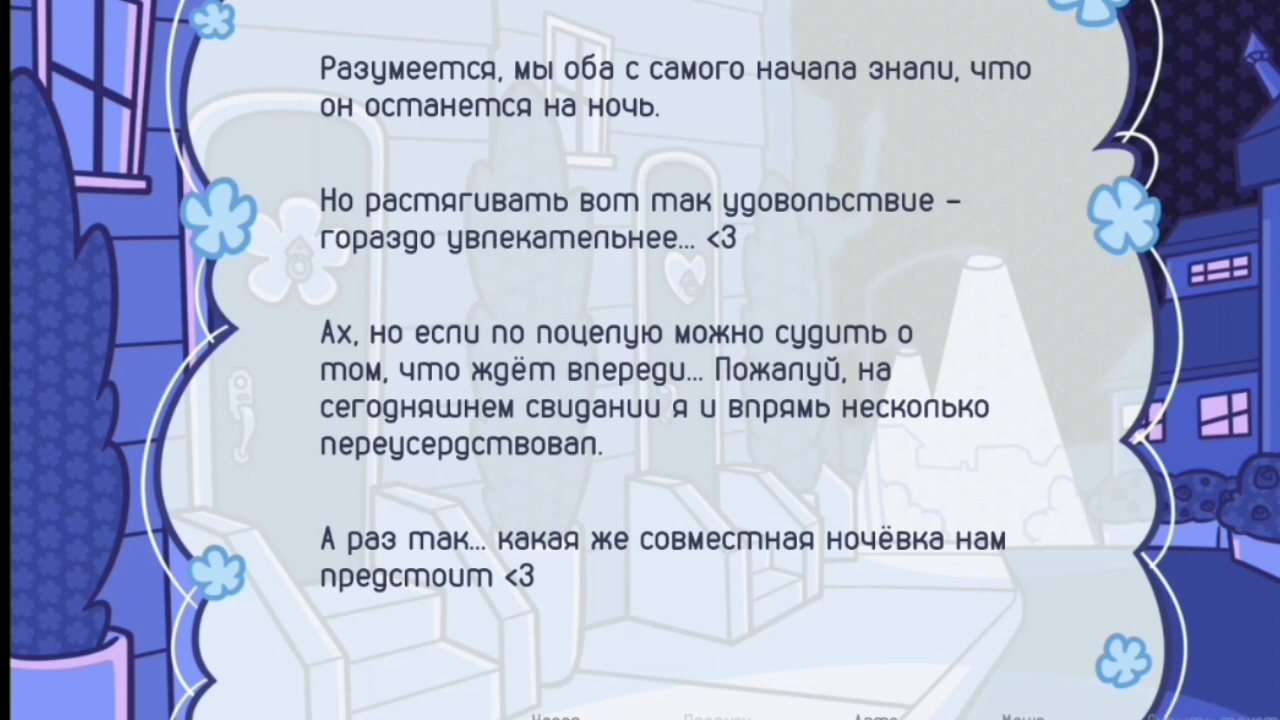 Разумеется, мы оба с самого начала знали, что
он останется на ночь.
Но растягивать вот так удовольствие –
гораздо увлекательнее... <3
Ах, но если по поцелую можно судить о
том, что ждёт впереди... Пожалуй, на
сегодняшнем свидании я и впрямь несколько
переусердствовал.
А раз так... какая же совместная ночёвка нам
предстоит <3